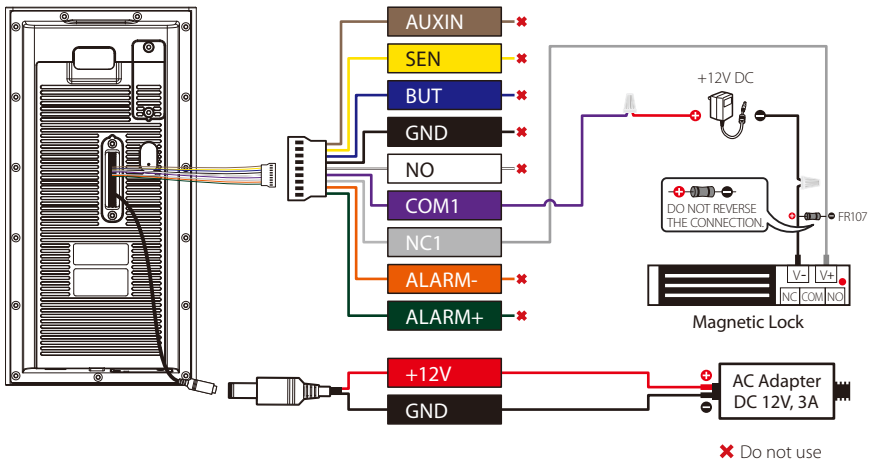 AUXIN
SEN
BUT
GND
NO
COM1
NC1
ALARM-
ALARM+
+12V DC
DO NOT REVERSE
THE CONNECTION.
FR107
V- V+
NC COM NO
Magnetic Lock
+12V
GND
AC Adapter
DC 12V, 3A
Do not use